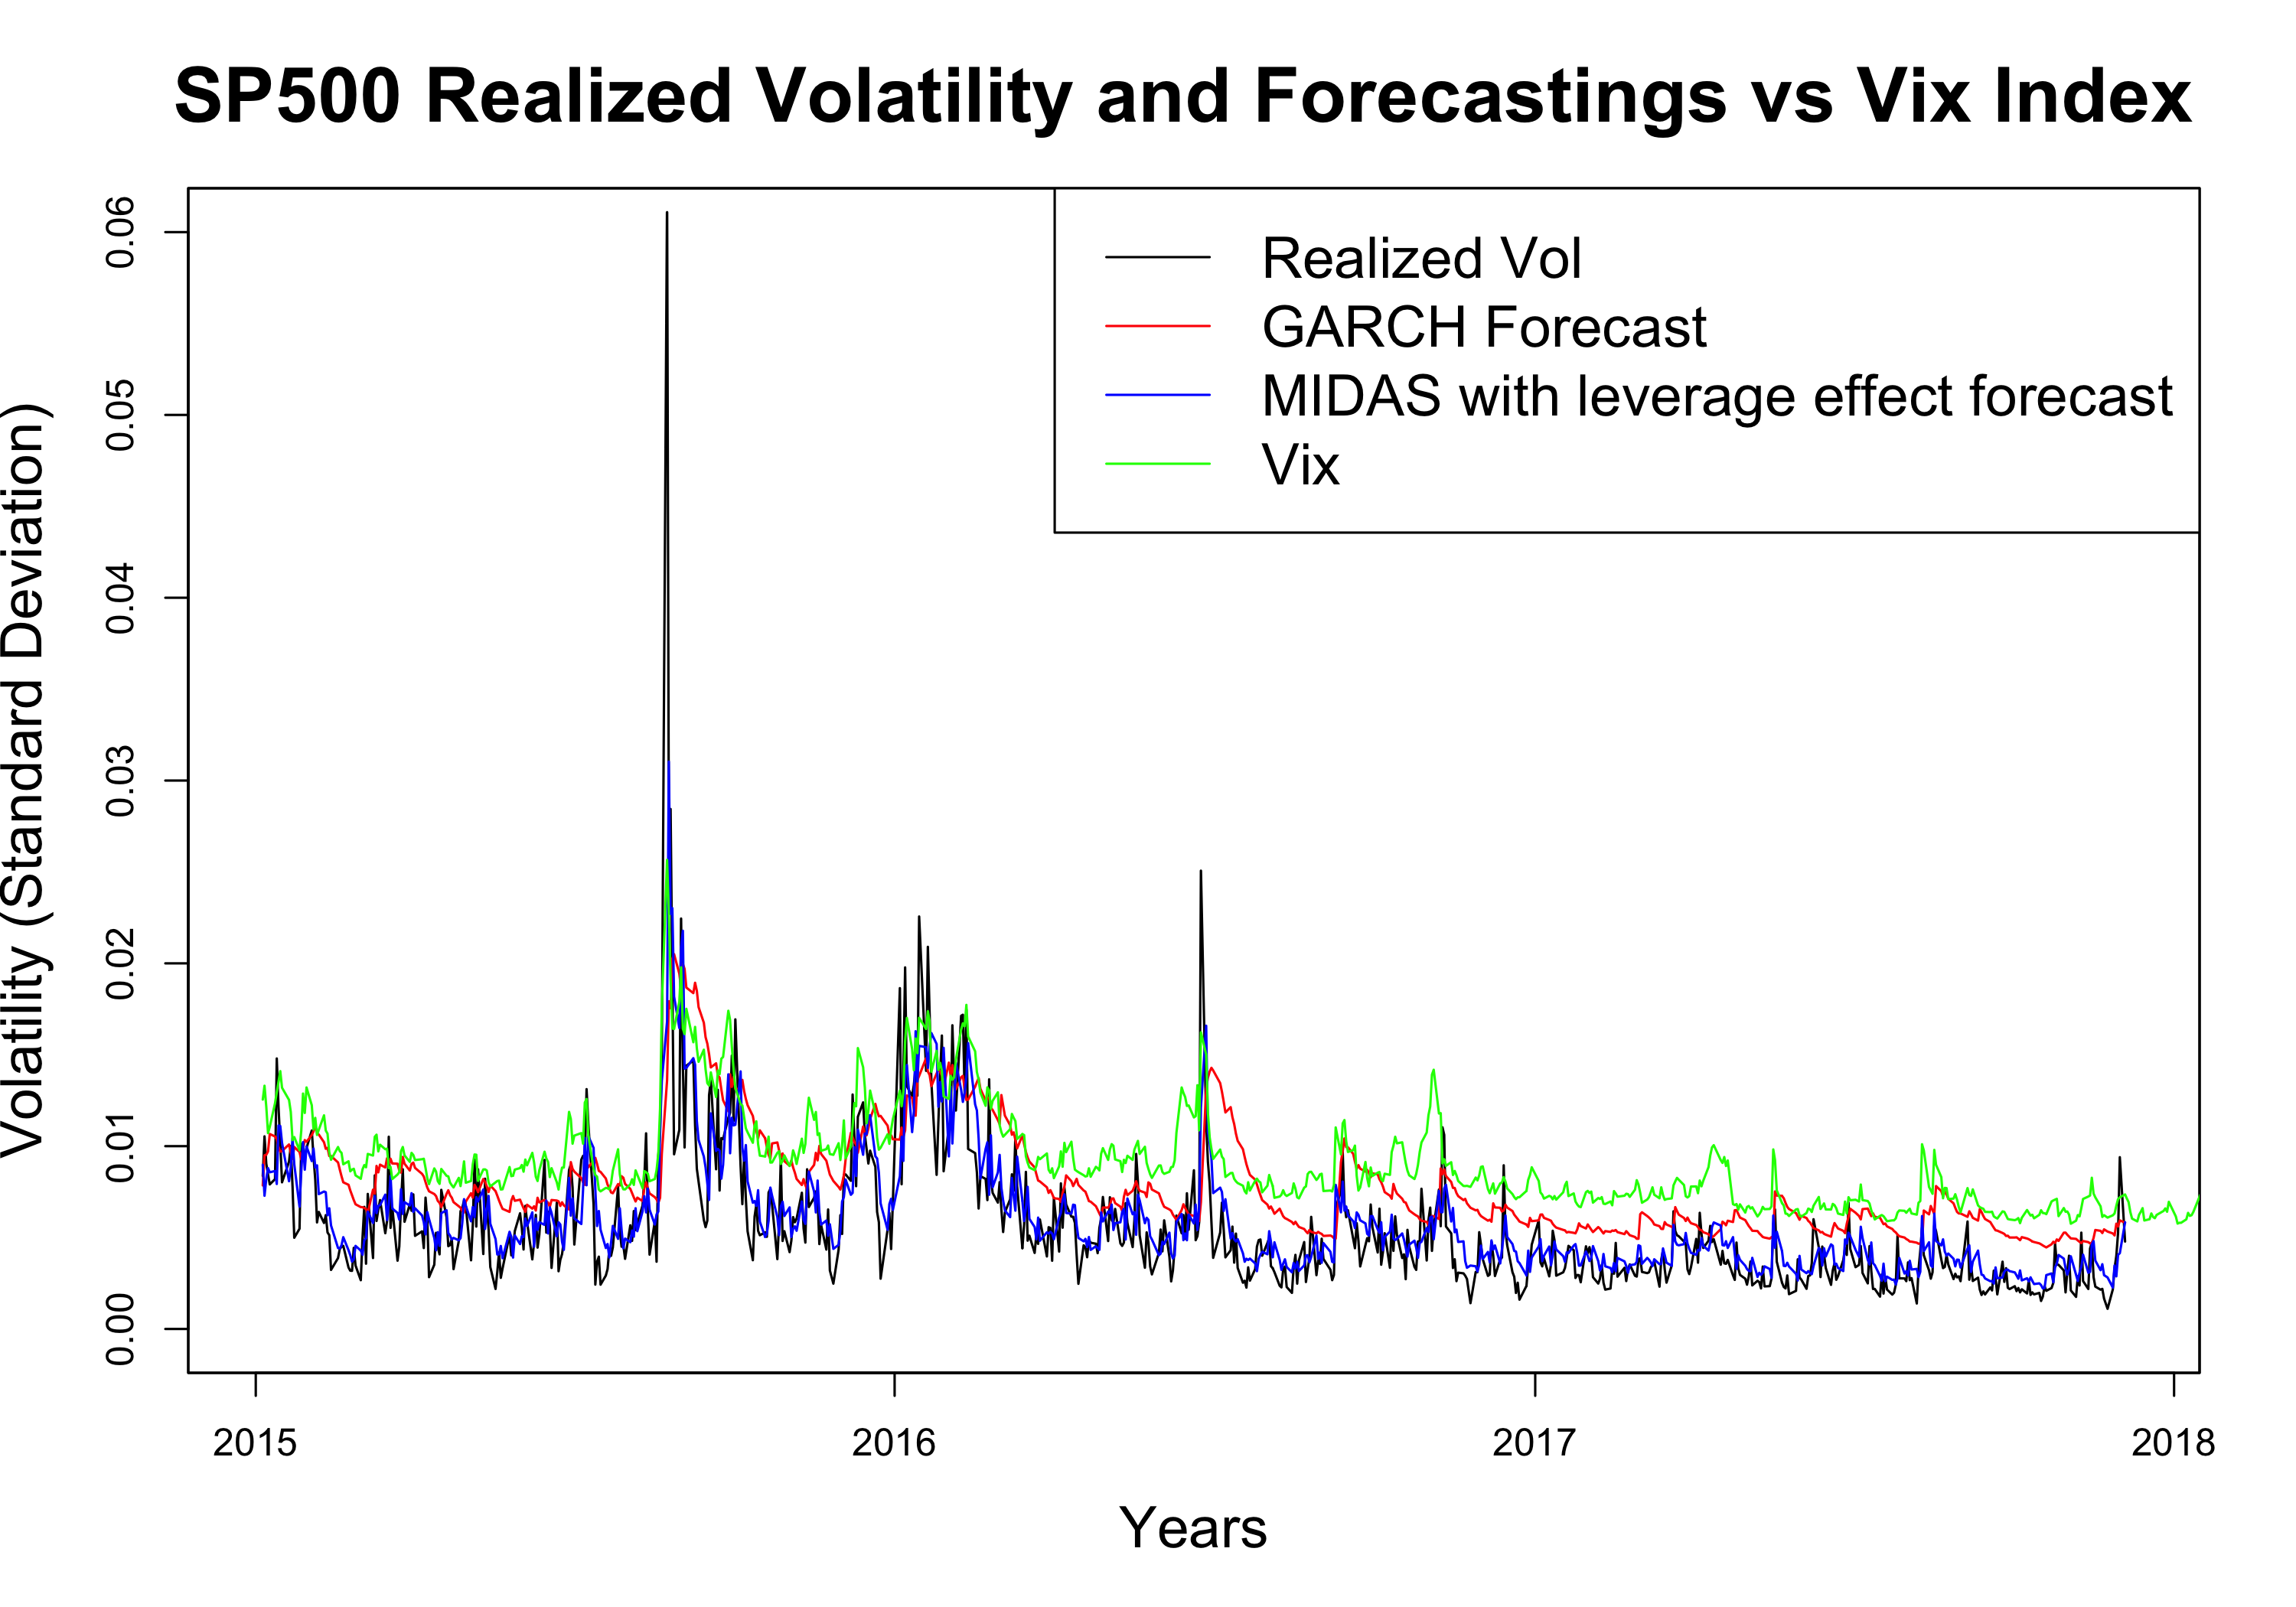 SP500 Realized Volatility and Forecastings vs Vix Index
Volatility (Standard Deviation)
0.06
0.05
0.04
0.03
0.02
0.01
0.00
Realized Vol
GARCH Forecast
MIDAS with leverage effect forecast
Vix
2015
2016
2017
2018
Years